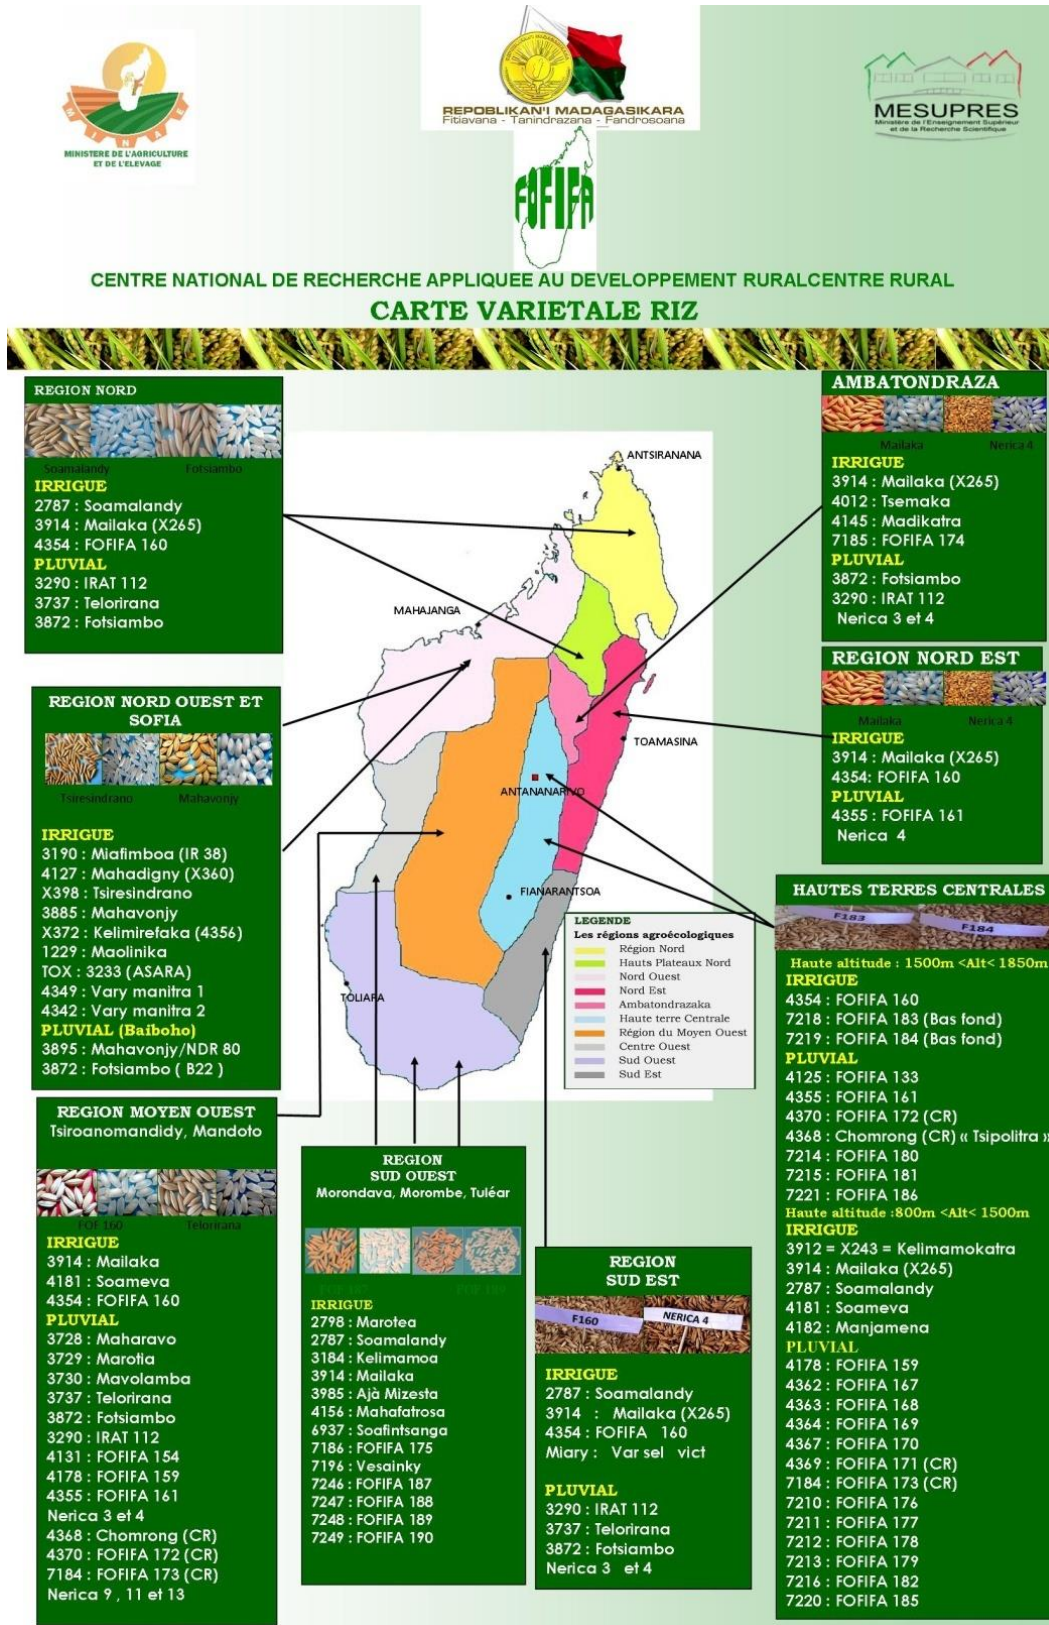 MINAE
MINISTERE DE L'AGRICULTURE
ET DE L'ELEVAGE
REPOBLIKAN'I MADAGASIKARA
Fitiavana - Tanindrazana - Fandrosoana
MESUPRES
Ministère de l'Enseignement Supérieur
et de la Recherche Scientifique
FOFIFA
CENTRE NATIONAL DE RECHERCHE APPLIQUEE AU DEVELOPPEMENT RURALCENTRE RURAL
CARTE VARIETALE RIZ
REGION NORD
Soamalandy Fotsiambo
IRRIGUE
2787 : Soamalandy
3914 : Mailaka (X265)
4354 : FOFIFA 160
PLUVIAL
3290 : IRAT 112
3737 : Telorirana
3872 : Fotsiambo
REGION NORD OUEST ET
SOFIA
Tsiresindrano Mahavonjy
IRRIGUE
3190 : Miafimboa (IR 38)
4127 : Mahadigny (X360)
X398 : Tsiresindrano
3885 : Mahavonjy
X372 : Kelimirefaka (4356)
1229 : Maolinika
TOX : 3233 (ASARA)
4349 : Vary manitra 1
4342 : Vary manitra 2
PLUVIAL (Baiboho)
3895 : Mahavonjy/NDR 80
3872 : Fotsiambo ( B22 )
REGION MOYEN OUEST
Tsiroanomandidy, Mandoto
FOF 160 Telorirana
IRRIGUE
3914 : Mailaka
4181 : Soameva
4354 : FOFIFA 160
PLUVIAL
3728 : Maharavo
3729 : Marotia
3730 : Mavolamba
3737 : Telorirana
3872 : Fotsiambo
3290 : IRAT 112
4131 : FOFIFA 154
4178 : FOFIFA 159
4355 : FOFIFA 161
Nerica 3 et 4
4368 : Chomrong (CR)
4370 : FOFIFA 172 (CR)
7184 : FOFIFA 173 (CR)
Nerica 9 , 11 et 13
ANTSIRANANA
MAHAJANGA
TOAMASINA
ANTANANARIVO
FIANARANTSOA
TOLIARA
LEGENDE
Les régions agroécologiques
Région Nord
Hauts Plateaux Nord
Nord Ouest
Nord Est
Ambatondrazaka
Haute terre Centrale
Région du Moyen Ouest
Centre Ouest
Sud Ouest
Sud Est
REGION
SUD OUEST
Morondava, Morombe, Tuléar
FOF 187 FOF 189
IRRIGUE
2798 : Marotea
2787 : Soamalandy
3184 : Kelimamoa
3914 : Mailaka
3985 : Ajà Mizesta
4156 : Mahafatrosa
6937 : Soafintsanga
7186 : FOFIFA 175
7196 : Vesainky
7246 : FOFIFA 187
7247 : FOFIFA 188
7248 : FOFIFA 189
7249 : FOFIFA 190
REGION
SUD EST
F160 NERICA 4
IRRIGUE
2787 : Soamalandy
3914 : Mailaka (X265)
4354 : FOFIFA 160
Miary : Var sel vict
PLUVIAL
3290 : IRAT 112
3737 : Telorirana
3872 : Fotsiambo
Nerica 3 et 4
AMBATONDRAZA
Mailaka Nerica 4
IRRIGUE
3914 : Mailaka (X265)
4012 : Tsemaka
4145 : Madikatra
7185 : FOFIFA 174
PLUVIAL
3872 : Fotsiambo
3290 : IRAT 112
Nerica 3 et 4
REGION NORD EST
Mailaka Nerica 4
IRRIGUE
3914 : Mailaka (X265)
4354: FOFIFA 160
PLUVIAL
4355 : FOFIFA 161
Nerica 4
HAUTES TERRES CENTRALES
F183 F184
Haute altitude : 1500m <Alt< 1850m
IRRIGUE
4354 : FOFIFA 160
7218 : FOFIFA 183 (Bas fond)
7219 : FOFIFA 184 (Bas fond)
PLUVIAL
4125 : FOFIFA 133
4355 : FOFIFA 161
4370 : FOFIFA 172 (CR)
4368 : Chomrong (CR) « Tsipolitra »
7214 : FOFIFA 180
7215 : FOFIFA 181
7221 : FOFIFA 186
Haute altitude :800m <Alt< 1500m
IRRIGUE
3912 = X243 = Kelimamokatra
3914 : Mailaka (X265)
2787 : Soamalandy
4181 : Soameva
4182 : Manjamena
PLUVIAL
4178 : FOFIFA 159
4362 : FOFIFA 167
4363 : FOFIFA 168
4364 : FOFIFA 169
4367 : FOFIFA 170
4369 : FOFIFA 171 (CR)
7184 : FOFIFA 173 (CR)
7210 : FOFIFA 176
7211 : FOFIFA 177
7212 : FOFIFA 178
7213 : FOFIFA 179
7216 : FOFIFA 182
7220 : FOFIFA 185